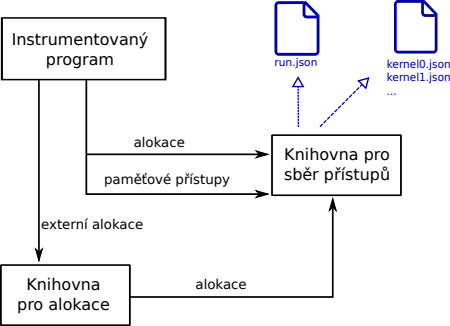 Instrumentovaný
program
run.json
kernel0.json
kernel1.json
...
alokace
paměťové přístupy
Knihovna pro
sběr přístupů
externí alokace
Knihovna
pro alokace
alokace